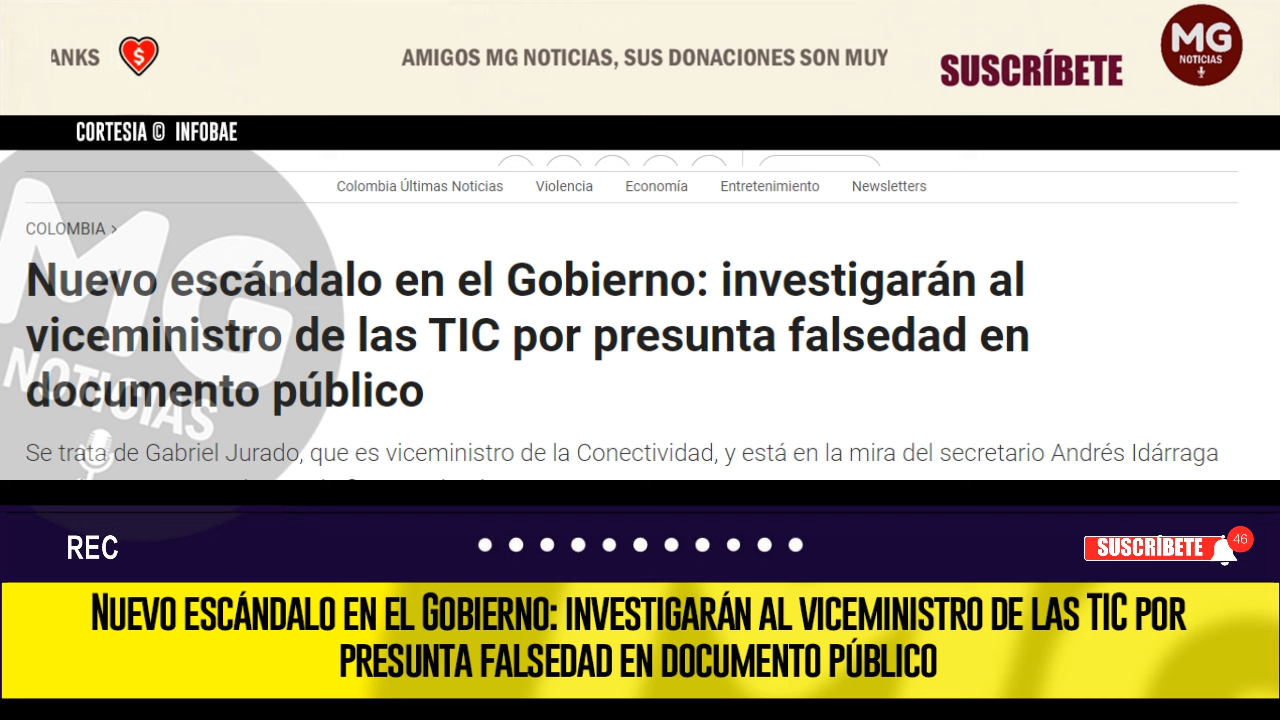 ANKS
AMIGOS MG NOTICIAS, SUS DONACIONES SON MUY
SUSCRÍBETE
MG
NOTICIAS
CORTESIA © INFOBAE
Colombia Últimas Noticias Violencia Economía Entretenimiento Newsletters
COLOMBIA >
Nuevo escándalo en el Gobierno: investigarán al
viceministro de las TIC por presunta falsedad en
documento público
MG
NOTICIAS
Se trata de Gabriel Jurado, que es viceministro de la Conectividad, y está en la mira del secretario Andrés Idárraga
REC
SUSCRÍBETE
46
NUEVO ESCÁNDALO EN EL GOBIERNO: INVESTIGARÁN AL VICEMINISTRO DE LAS TIC POR
PRESUNTA FALSEDAD EN DOCUMENTO PÚBLICO